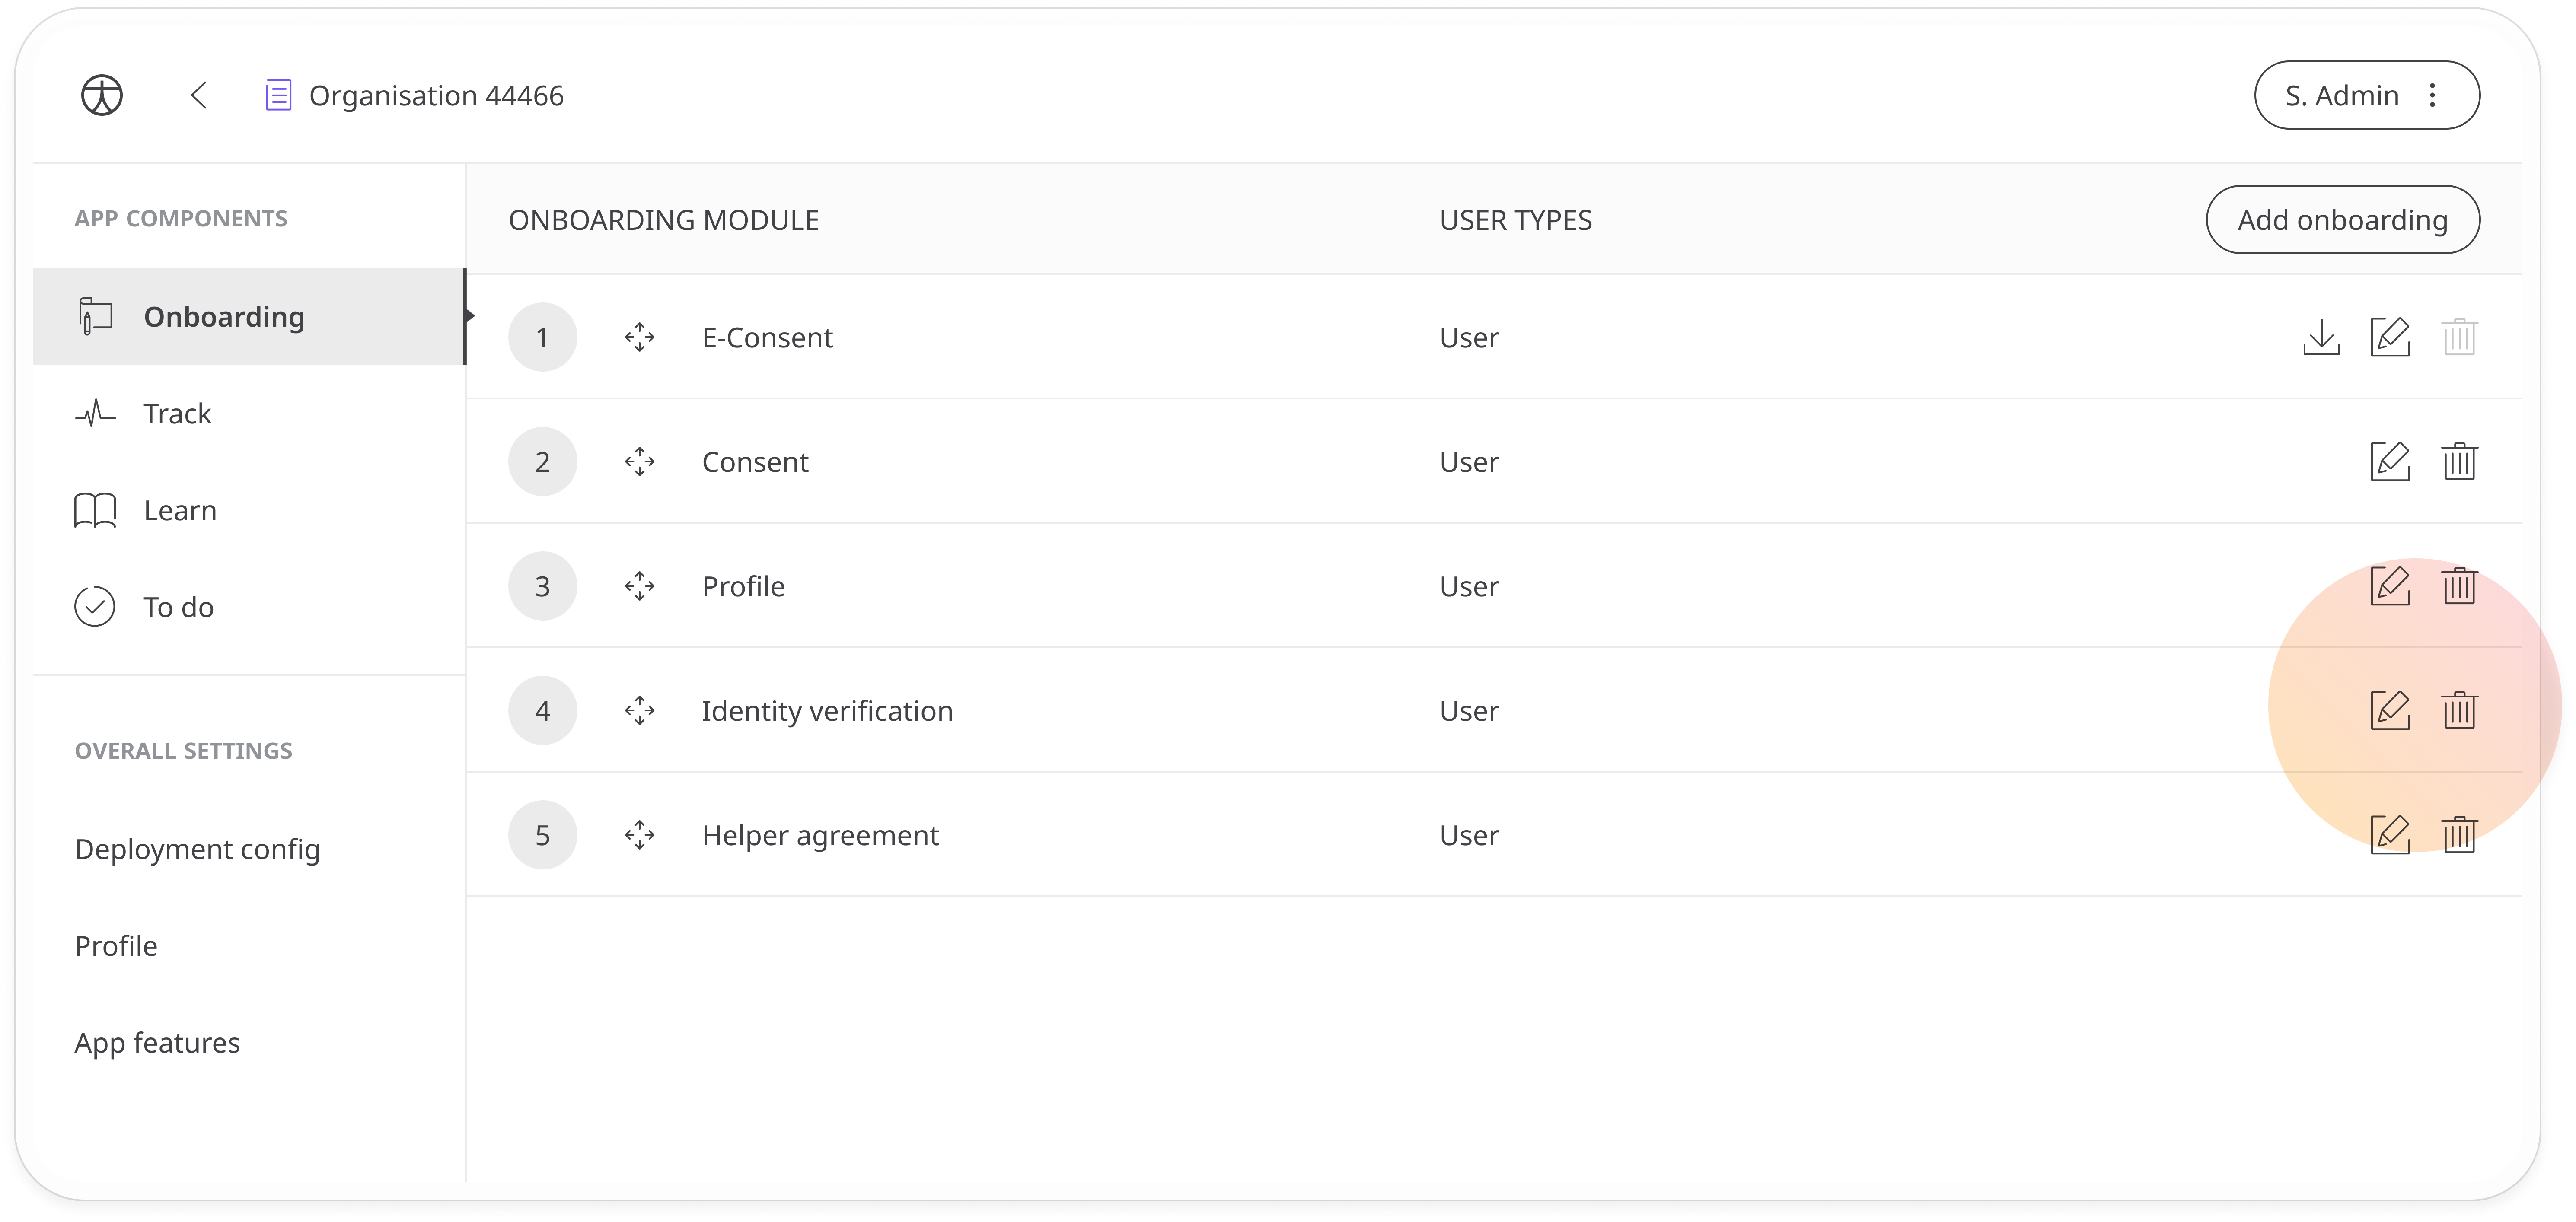 Organisation 44466
S. Admin
APP COMPONENTS
Onboarding
Track
Learn
To do
OVERALL SETTINGS
Deployment config
Profile
App features
ONBOARDING MODULE USER TYPES Add onboarding
1 E-Consent User
2 Consent User
3 Profile User
4 Identity verification User
5 Helper agreement User